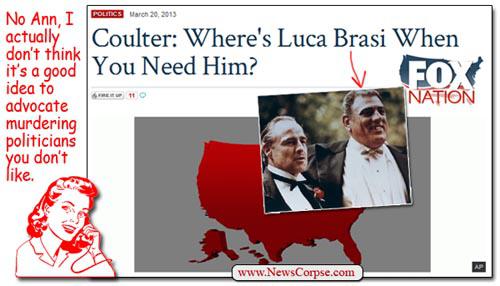 No Ann, I
actually
don't think
it's a good
idea to
advocate
murdering
politicians
you don't
like.
POLITICS March 20, 2013
Coulter: Where's Luca Brasi When
You Need Him?
FIRE IT UP 11
FOX
NATION
AP
www.NewsCorpse.com